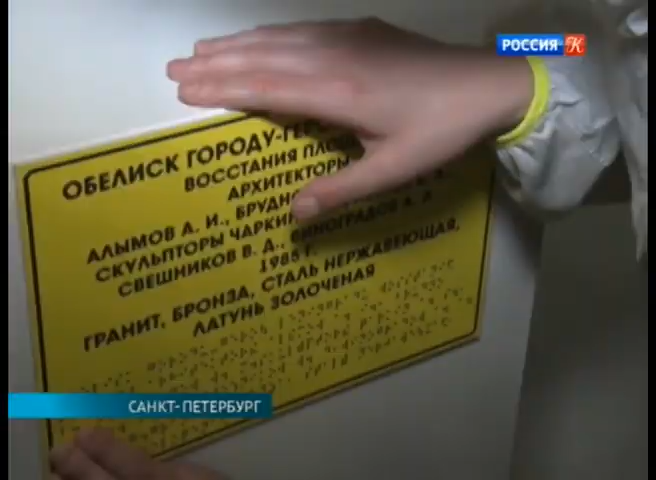 РОССИЯ К
ОБЕЛИСК ГОРОДУ-ГЕ
ВОССТАНИЯ ПЛО
АРХИТЕКТОРЫ
АЛЫМОВ А. И., БРУДНО
СКУЛЬПТОРЫ ЧАРКИН
СВЕШНИКОВ В. Д., ВИНОГРАДОВ А. А
1985 г.
ГРАНИТ, БРОНЗА, СТАЛЬ НЕРЖАВЕЮЩАЯ,
ЛАТУНЬ ЗОЛОЧЕНАЯ
САНКТ-ПЕТЕРБУРГ